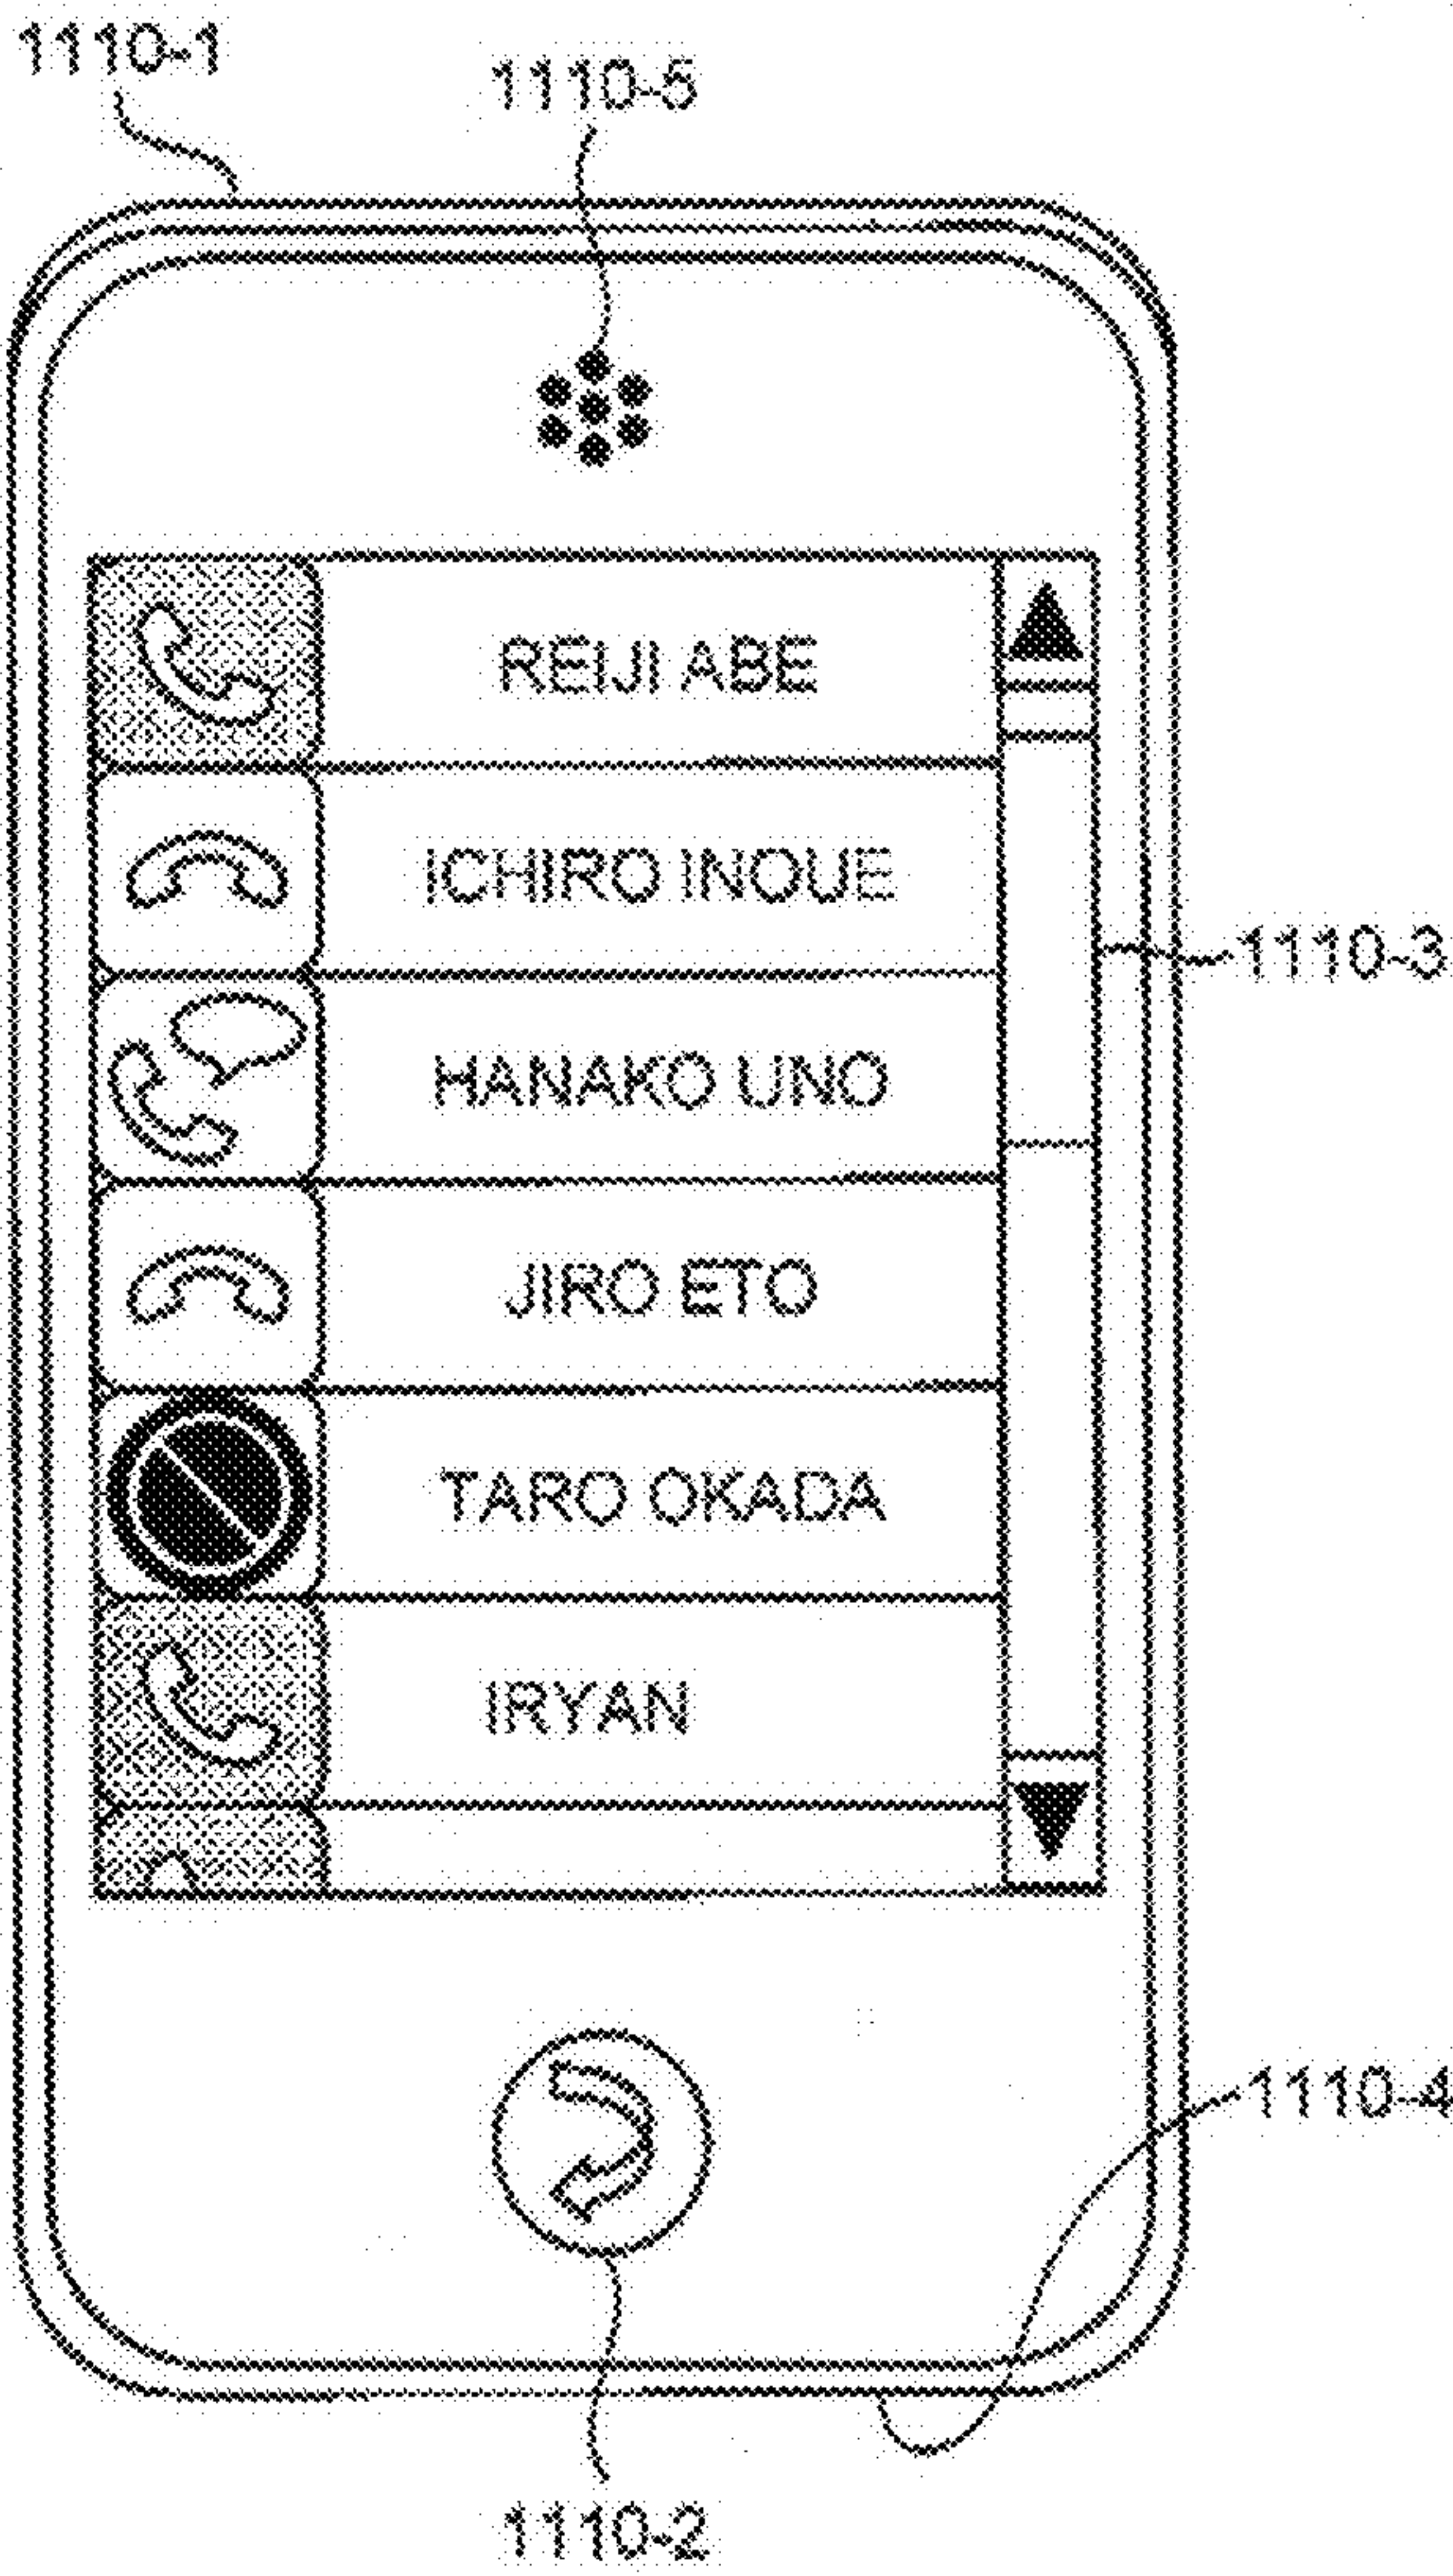 1110-1
1110-5
REIJI ABE
ICHIRO INOUE
1110-3
HANAKO UNO
JIRO ETO
TARO OKADA
IRYAN
1110-4
1110-2